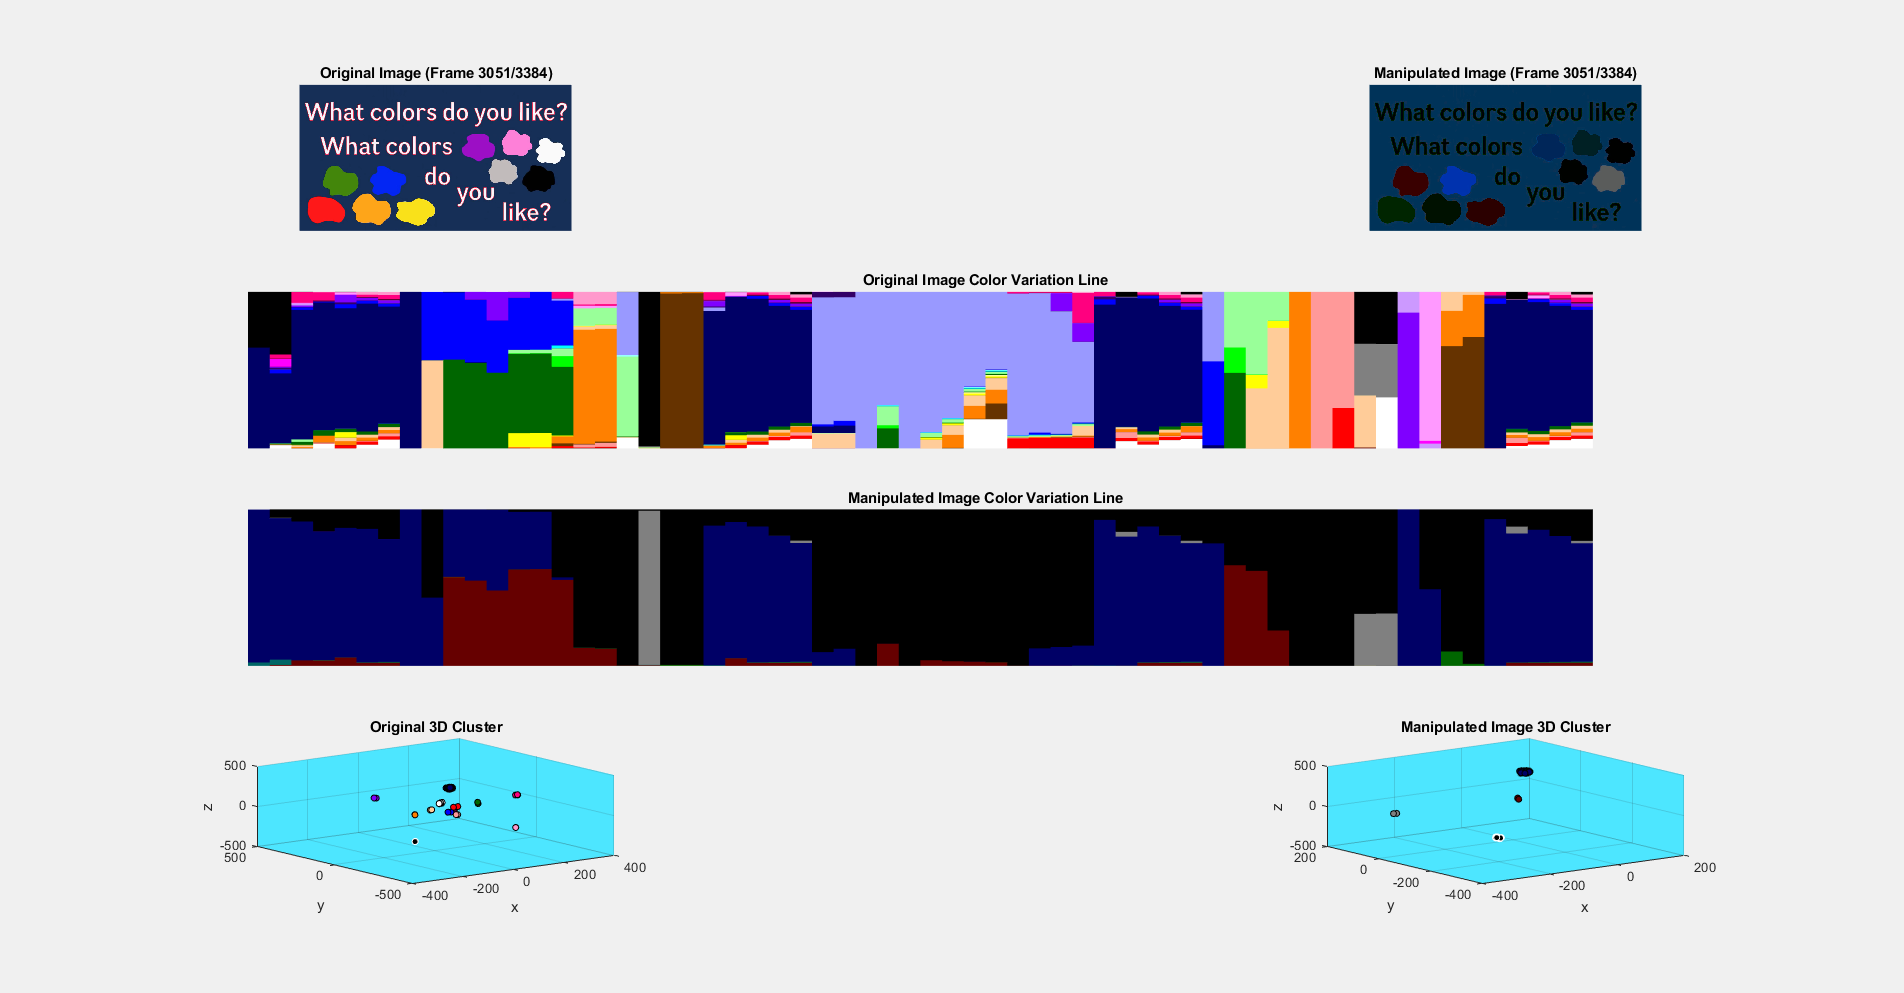 Original Image (Frame 3051/3384)
What colors do you like?
What colors
do
you
like?
Manipulated Image (Frame 3051/3384)
What colors do you like?
What colors
do
you
like?
Original Image Color Variation Line
Manipulated Image Color Variation Line
Original 3D Cluster
500
0
-500
z
500
0
-500
y
-400
-200
0
200
400
x
Manipulated Image 3D Cluster
500
0
-500
z
200
0
-200
-400
y
-400
-200
0
200
x